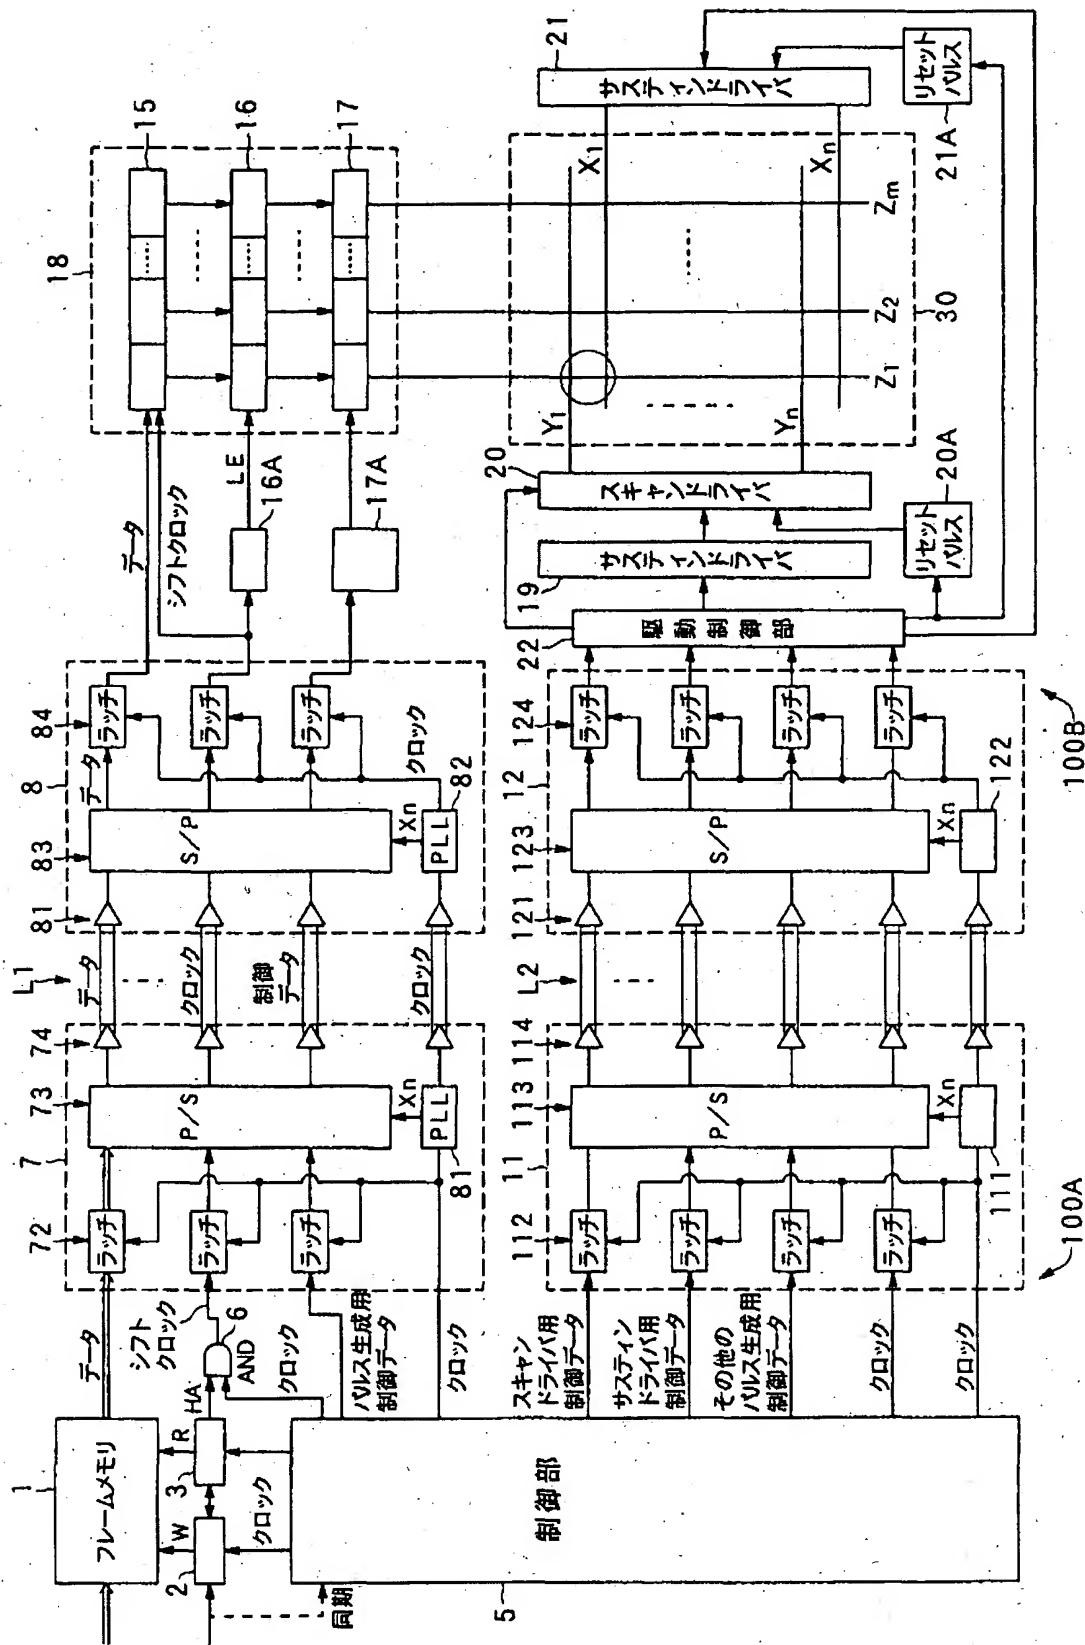 1
フレームメモリ
データ
W
R
2
3
HA
クロック
同期
制御部
5
シフト
クロック
6
AND
クロック
パルス生成用
制御データ
クロック
スキャン
ドライバ用
制御データ
サスティン
ドライバ用
制御データ
その他の
パルス生成用
制御データ
クロック
クロック
7
72
ラッチ
ラッチ
ラッチ
73
P/S
Xn
PLL
81
74
L1
データ
クロック
制御
データ
クロック
8
81
83
S/P
Xn
PLL
82
84
データ
ラッチ
ラッチ
ラッチ
クロック
データ
シフトクロック
LE
16A
17A
18
15
16
17
11
112
ラッチ
ラッチ
ラッチ
ラッチ
113
P/S
Xn
111
114
100A
L2
12
121
123
S/P
Xn
122
124
ラッチ
ラッチ
ラッチ
ラッチ
100B
22
駆動制御部
19
サスティンドライバ
20
スキャンドライバ
リセット
パルス
20A
Y1
Yn
X1
Xn
Z1
Z2
Zm
30
21
サスティンドライバ
リセット
パルス
21A